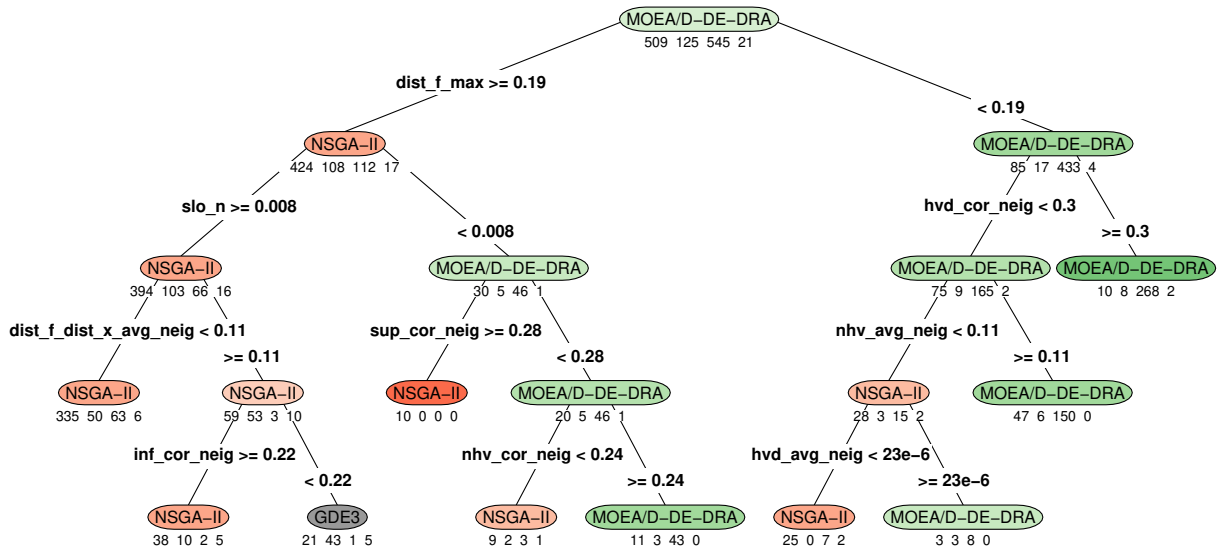 MOEA/D−DE−DRA
509 125 545 21
dist_f_max >= 0.19
< 0.19
NSGA−II
424 108 112 17
MOEA/D−DE−DRA
85 17 433 4
slo_n >= 0.008
< 0.008
hvd_cor_neig < 0.3
>= 0.3
NSGA−II
394 103 66 16
MOEA/D−DE−DRA
30 5 46 1
MOEA/D−DE−DRA
75 9 165 2
MOEA/D−DE−DRA
10 8 268 2
dist_f_dist_x_avg_neig < 0.11
>= 0.11
sup_cor_neig >= 0.28
< 0.28
nhv_avg_neig < 0.11
>= 0.11
NSGA−II
335 50 63 6
NSGA−II
59 53 3 10
NSGA−II
10 0 0 0
MOEA/D−DE−DRA
20 5 46 1
NSGA−II
28 3 15 2
MOEA/D−DE−DRA
47 6 150 0
inf_cor_neig >= 0.22
< 0.22
nhv_cor_neig < 0.24
>= 0.24
hvd_avg_neig < 23e−6
>= 23e−6
NSGA−II
38 10 2 5
GDE3
21 43 1 5
NSGA−II
9 2 3 1
MOEA/D−DE−DRA
11 3 43 0
NSGA−II
25 0 7 2
MOEA/D−DE−DRA
3 3 8 0